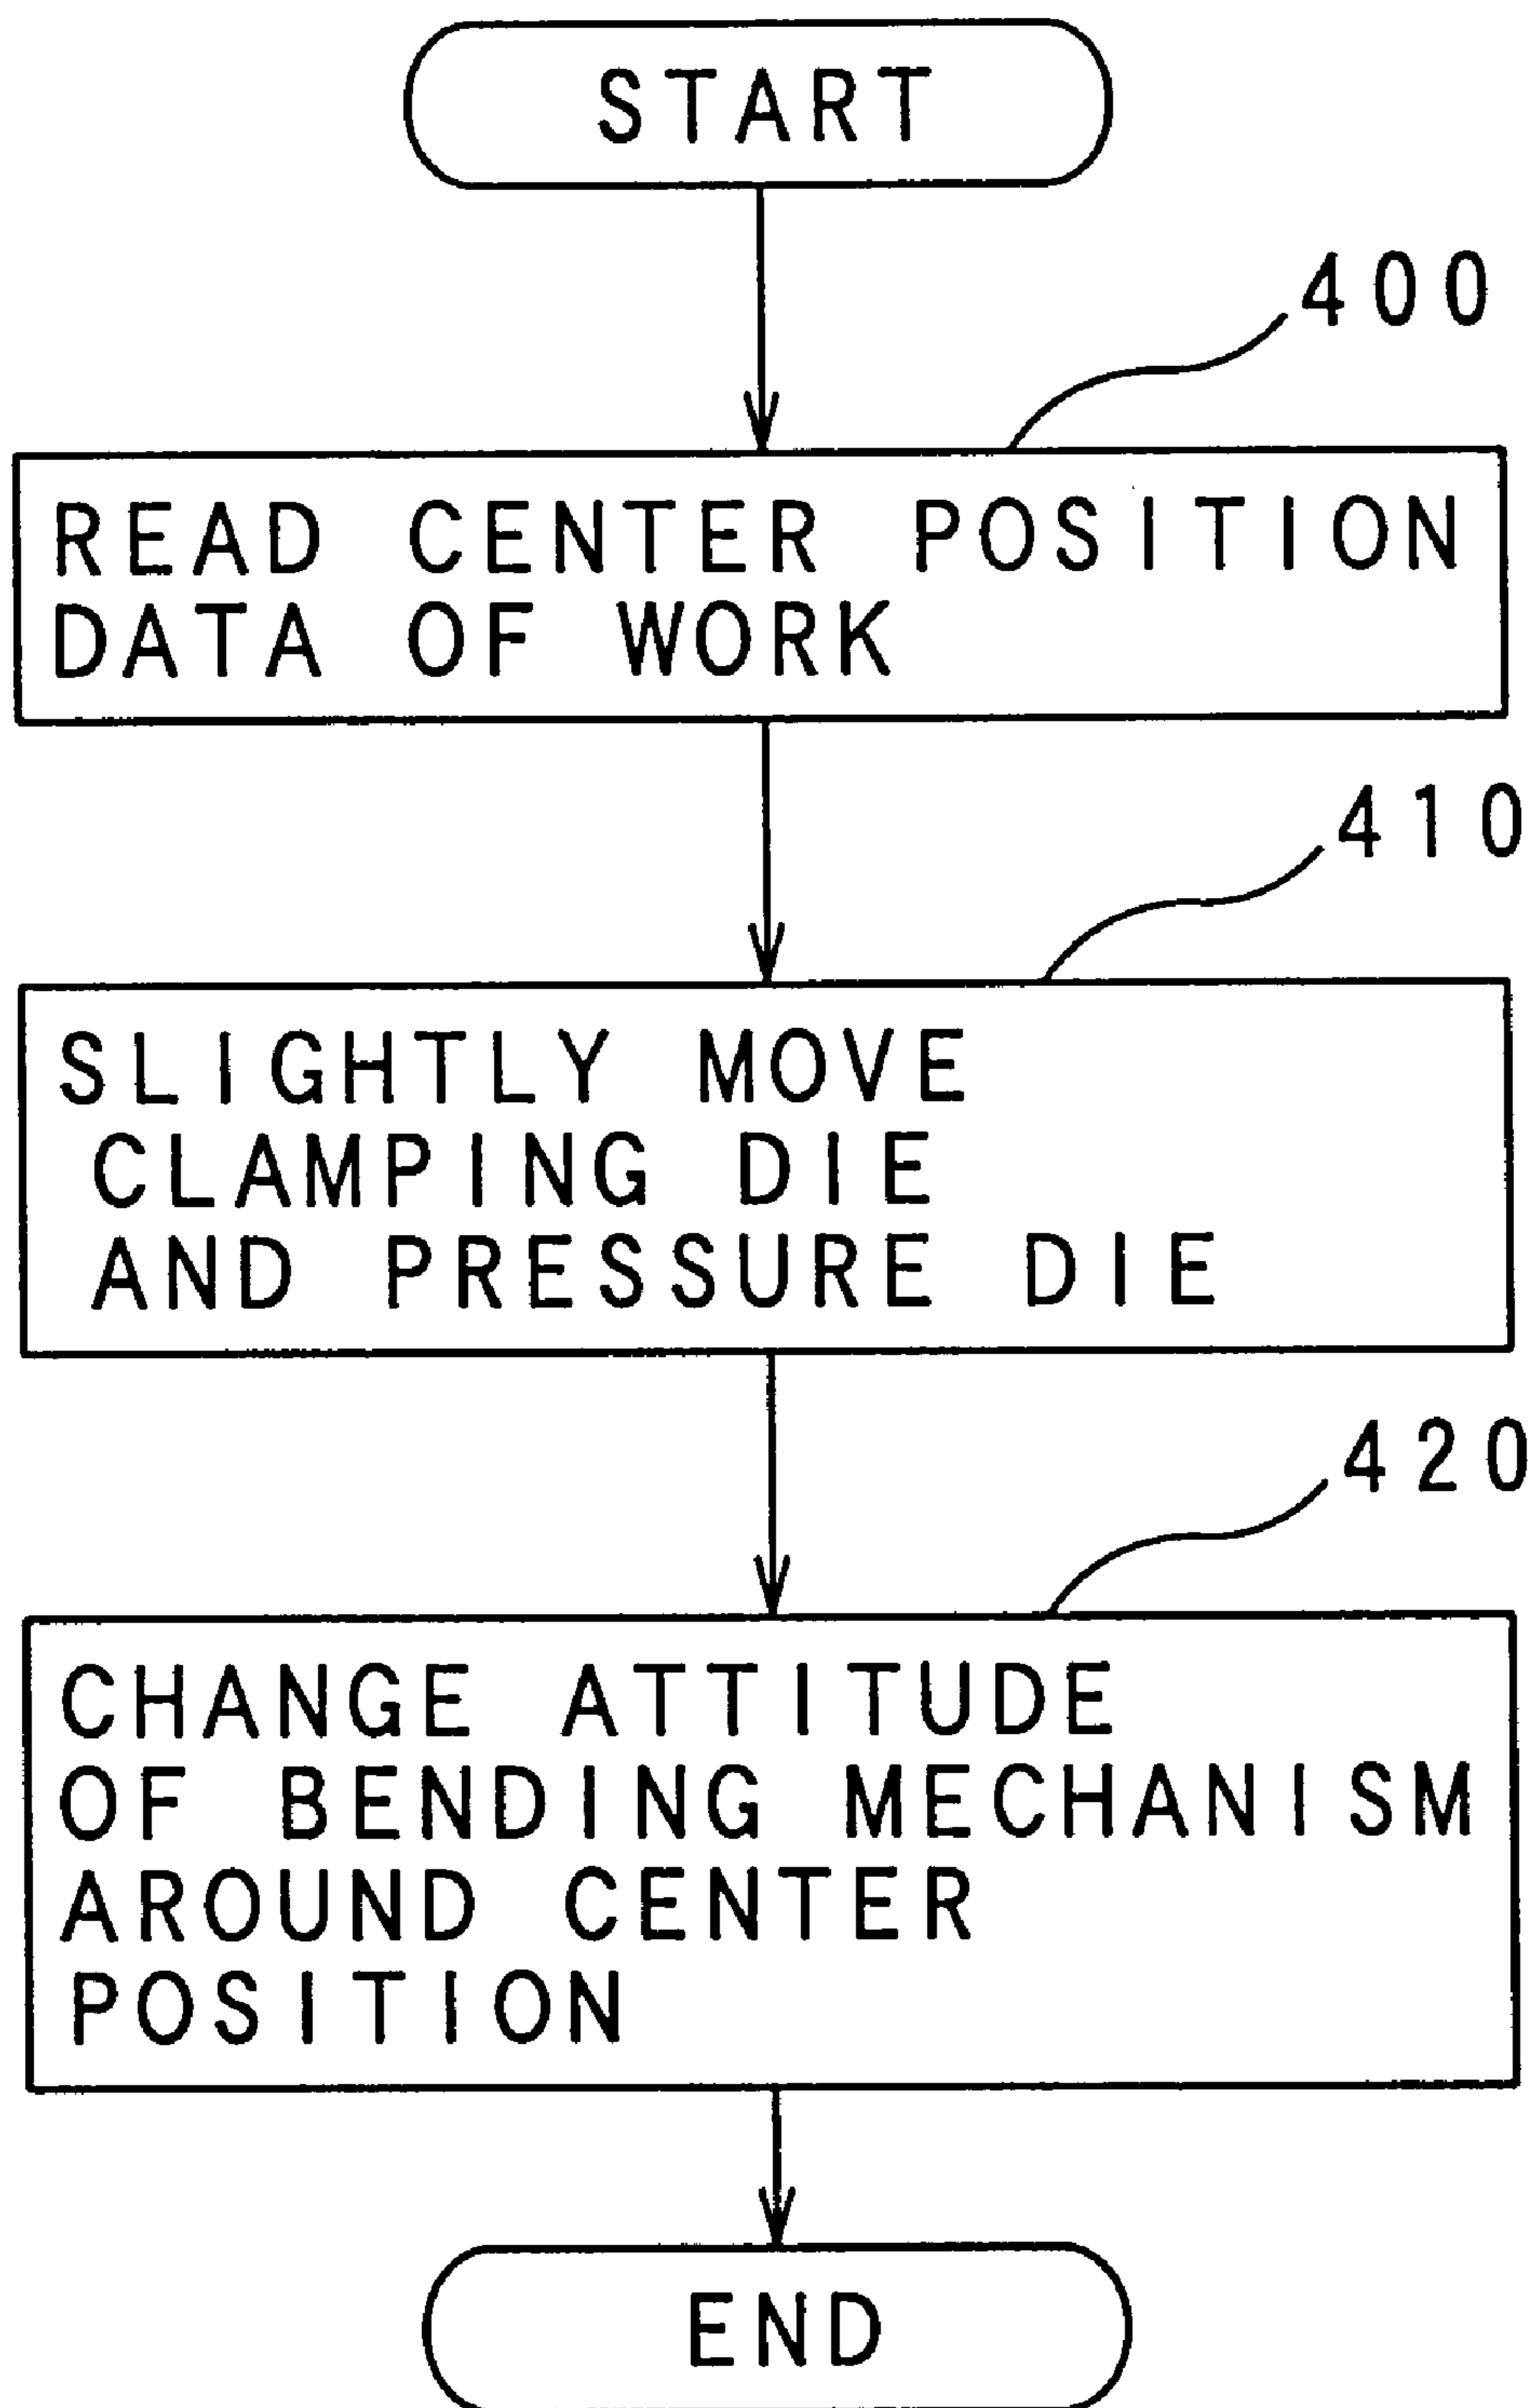 START
400
READ CENTER POSITION
DATA OF WORK
410
SLIGHTLY MOVE
CLAMPING DIE
AND PRESSURE DIE
420
CHANGE ATTITUDE
OF BENDING MECHANISM
AROUND CENTER
POSITION
END